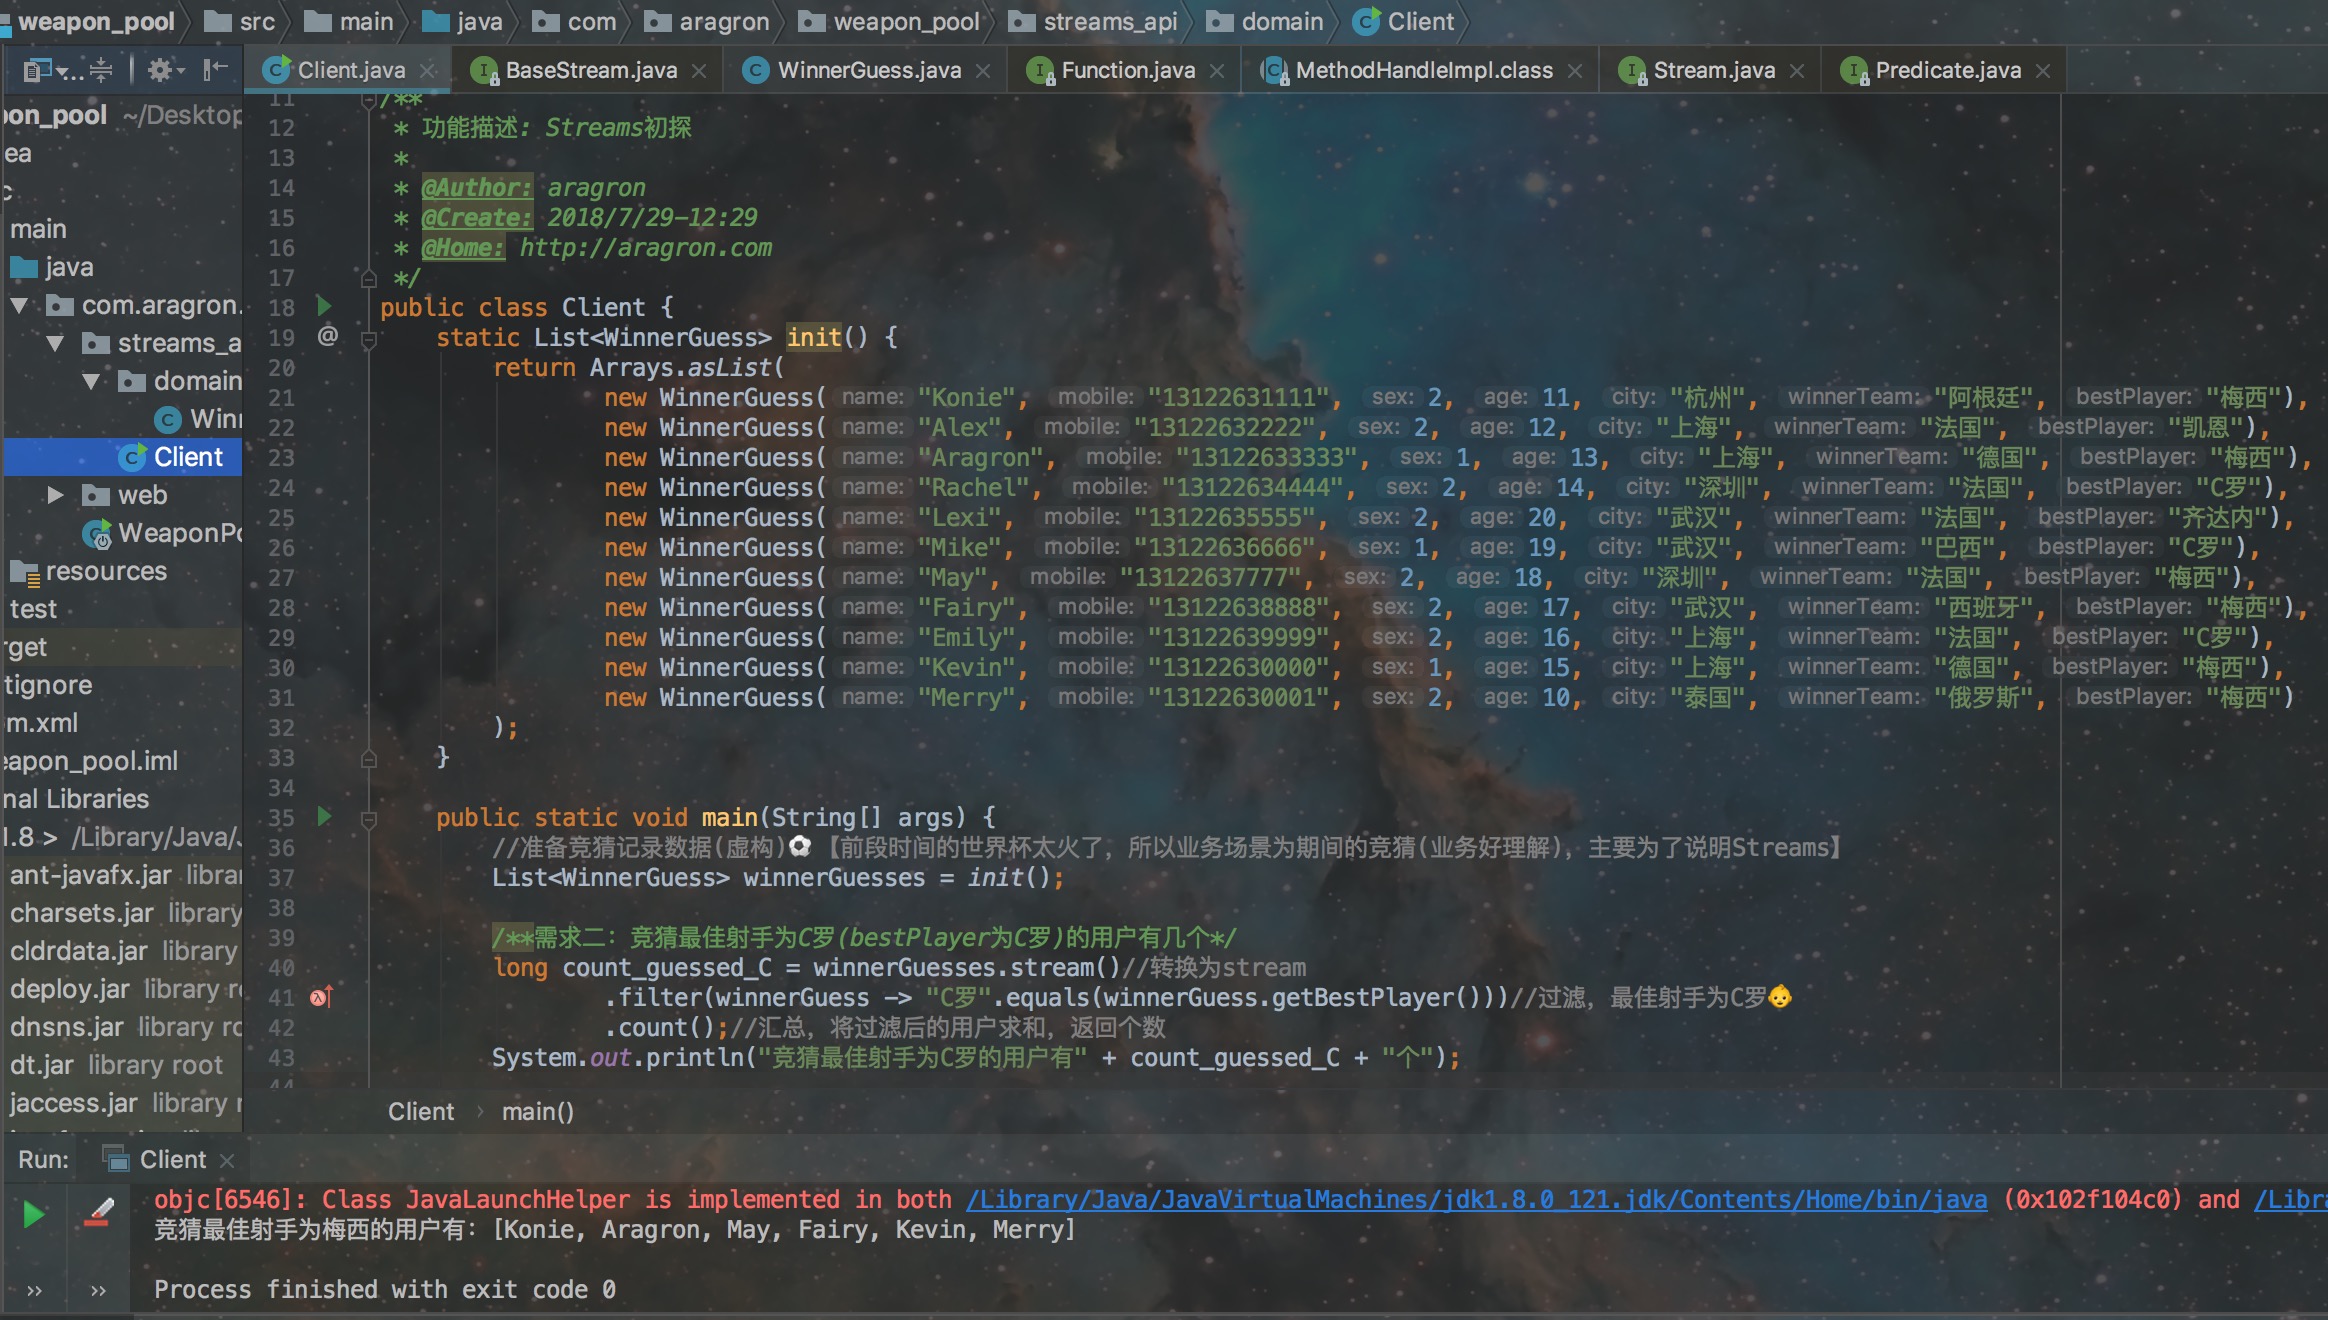 weapon_pool src main java com aragron weapon_pool streams_api domain Client
Client.java BaseStream.java WinnerGuess.java Function.java MethodHandleImpl.class Stream.java Predicate.java
pon_pool ~/Desktop
ea
c
main
java
com.aragron.
streams_a
domain
Winn
Client
web
WeaponPo
resources
test
rget
tignore
m.xml
eapon_pool.iml
nal Libraries
1.8 > /Library/Java/J
ant-javafx.jar librar
charsets.jar library
cldrdata.jar library
deploy.jar library ro
dnsns.jar library ro
dt.jar library root
jaccess.jar library r
11 /**
12 * 功能描述: Streams初探
13 *
14 * @Author: aragron
15 * @Create: 2018/7/29-12:29
16 * @Home: http://aragron.com
17 */
18 public class Client {
19 @ static List<WinnerGuess> init() {
20 return Arrays.asList(
21 new WinnerGuess( name: "Konie", mobile: "13122631111", sex: 2, age: 11, city: "杭州", winnerTeam: "阿根廷", bestPlayer: "梅西"),
22 new WinnerGuess( name: "Alex", mobile: "13122632222", sex: 2, age: 12, city: "上海", winnerTeam: "法国", bestPlayer: "凯恩"),
23 new WinnerGuess( name: "Aragron", mobile: "13122633333", sex: 1, age: 13, city: "上海", winnerTeam: "德国", bestPlayer: "梅西"),
24 new WinnerGuess( name: "Rachel", mobile: "13122634444", sex: 2, age: 14, city: "深圳", winnerTeam: "法国", bestPlayer: "C罗"),
25 new WinnerGuess( name: "Lexi", mobile: "13122635555", sex: 2, age: 20, city: "武汉", winnerTeam: "法国", bestPlayer: "齐达内"),
26 new WinnerGuess( name: "Mike", mobile: "13122636666", sex: 1, age: 19, city: "武汉", winnerTeam: "巴西", bestPlayer: "C罗"),
27 new WinnerGuess( name: "May", mobile: "13122637777", sex: 2, age: 18, city: "深圳", winnerTeam: "法国", bestPlayer: "梅西"),
28 new WinnerGuess( name: "Fairy", mobile: "13122638888", sex: 2, age: 17, city: "武汉", winnerTeam: "西班牙", bestPlayer: "梅西"),
29 new WinnerGuess( name: "Emily", mobile: "13122639999", sex: 2, age: 16, city: "上海", winnerTeam: "法国", bestPlayer: "C罗"),
30 new WinnerGuess( name: "Kevin", mobile: "13122630000", sex: 1, age: 15, city: "上海", winnerTeam: "德国", bestPlayer: "梅西"),
31 new WinnerGuess( name: "Merry", mobile: "13122630001", sex: 2, age: 10, city: "泰国", winnerTeam: "俄罗斯", bestPlayer: "梅西")
32 );
33 }
34
35 public static void main(String[] args) {
36 //准备竞猜记录数据(虚构)⚽【前段时间的世界杯太火了，所以业务场景为期间的竞猜(业务好理解)，主要为了说明Streams】
37 List<WinnerGuess> winnerGuesses = init();
38
39 /**需求二：竞猜最佳射手为C罗(bestPlayer为C罗)的用户有几个*/
40 long count_guessed_C = winnerGuesses.stream()//转换为stream
41 .filter(winnerGuess -> "C罗".equals(winnerGuess.getBestPlayer()))//过滤，最佳射手为C罗👶
42 .count();//汇总，将过滤后的用户求和，返回个数
43 System.out.println("竞猜最佳射手为C罗的用户有" + count_guessed_C + "个");
44
Client › main()
Run: Client
objc[6546]: Class JavaLaunchHelper is implemented in both /Library/Java/JavaVirtualMachines/jdk1.8.0_121.jdk/Contents/Home/bin/java (0x102f104c0) and /Libra
竞猜最佳射手为梅西的用户有：[Konie, Aragron, May, Fairy, Kevin, Merry]
Process finished with exit code 0